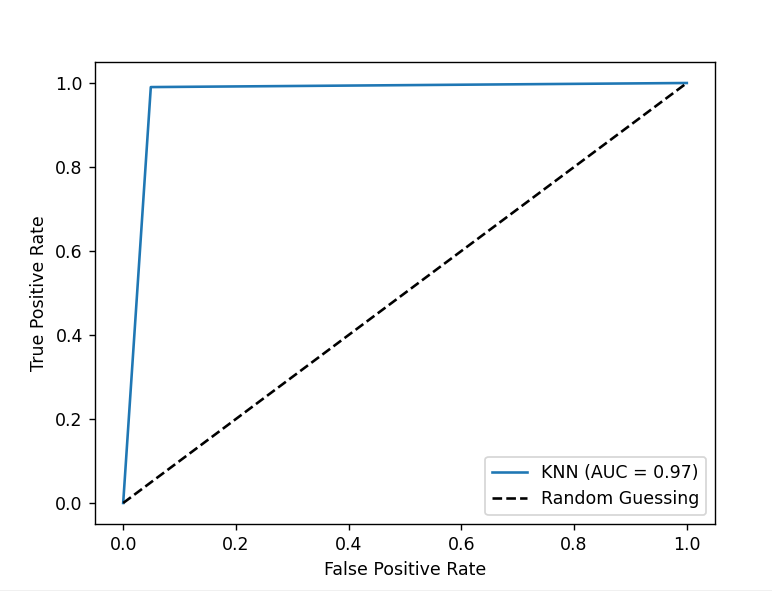 1.0
0.8
0.6
0.4
0.2
0.0
True Positive Rate
KNN (AUC = 0.97)
Random Guessing
0.0 0.2 0.4 0.6 0.8 1.0
False Positive Rate